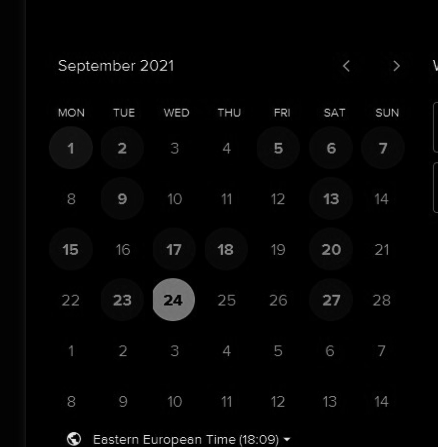 September 2021
MON TUE WED THU FRI SAT SUN
1 2 3 4 5 6 7
8 9 10 11 12 13 14
15 16 17 18 19 20 21
22 23 24 25 26 27 28
1 2 3 4 5 6 7
8 9 10 11 12 13 14
Eastern European Time (18:09)